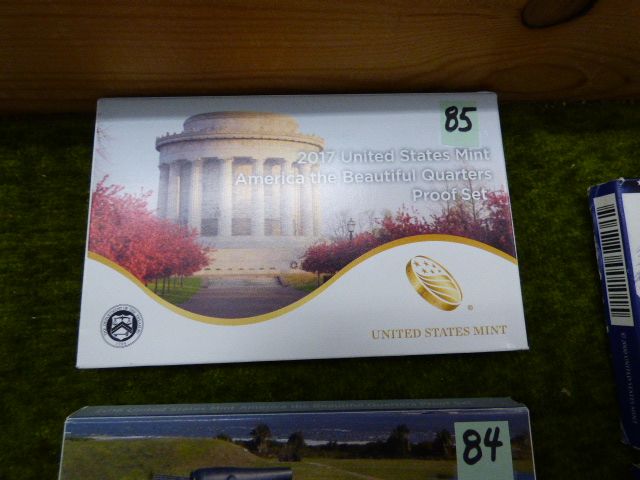 85
2017 United States Mint
America the Beautiful Quarters
Proof Set
UNITED STATES MINT
84